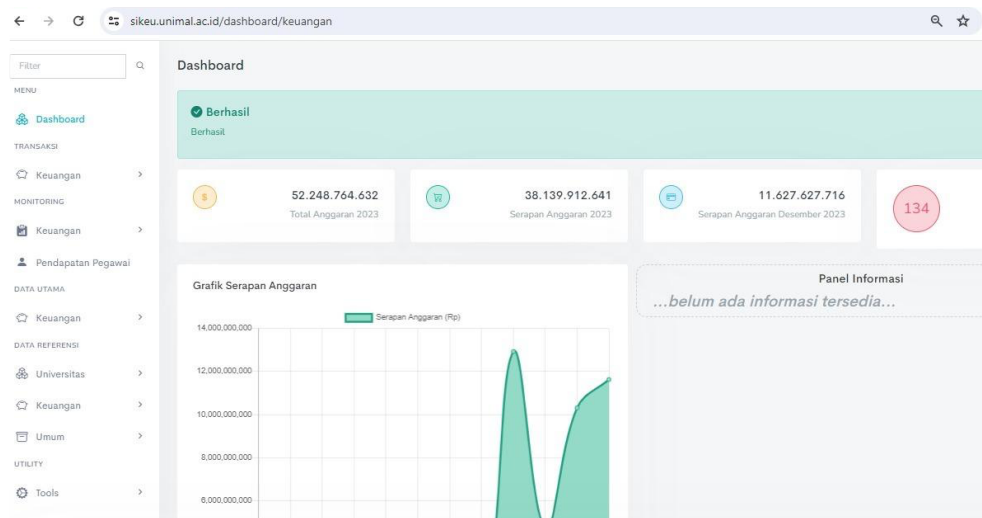 sikeu.unimal.ac.id/dashboard/keuangan
Filter
MENU
Dashboard
TRANSAKSI
Keuangan
MONITORING
Keuangan
Pendapatan Pegawai
DATA UTAMA
Keuangan
DATA REFERENSI
Universitas
Keuangan
Umum
UTILITY
Tools
Dashboard
Berhasil
Berhasil
$
52.248.764.632
Total Anggaran 2023
38.139.912.641
Serapan Anggaran 2023
11.627.627.716
Serapan Anggaran Desember 2023
134
Grafik Serapan Anggaran
Serapan Anggaran (Rp)
14,000,000,000
12,000,000,000
10,000,000,000
8,000,000,000
6,000,000,000
Panel Informasi
...belum ada informasi tersedia...